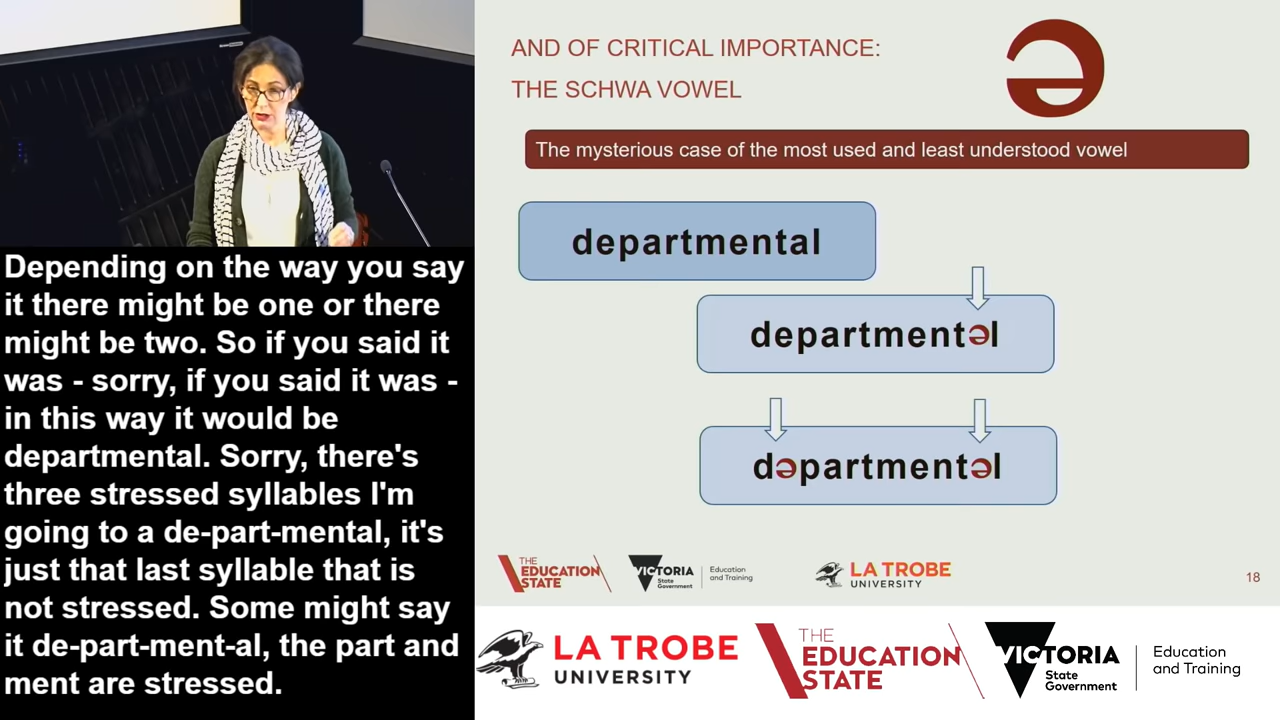 Depending on the way you say
it there might be one or there
might be two. So if you said it
was - sorry, if you said it was -
in this way it would be
departmental. Sorry, there's
three stressed syllables I'm
going to a de-part-mental, it's
just that last syllable that is
not stressed. Some might say
it de-part-ment-al, the part and
ment are stressed.
AND OF CRITICAL IMPORTANCE:
THE SCHWA VOWEL
ə
The mysterious case of the most used and least understood vowel
departmental
departmentəl
dəpartmentəl
THE
EDUCATION
STATE
VICTORIA
State
Government
Education
and Training
LA TROBE
UNIVERSITY
18
LA TROBE
UNIVERSITY
THE
EDUCATION
STATE
VICTORIA
State
Government
Education
and Training